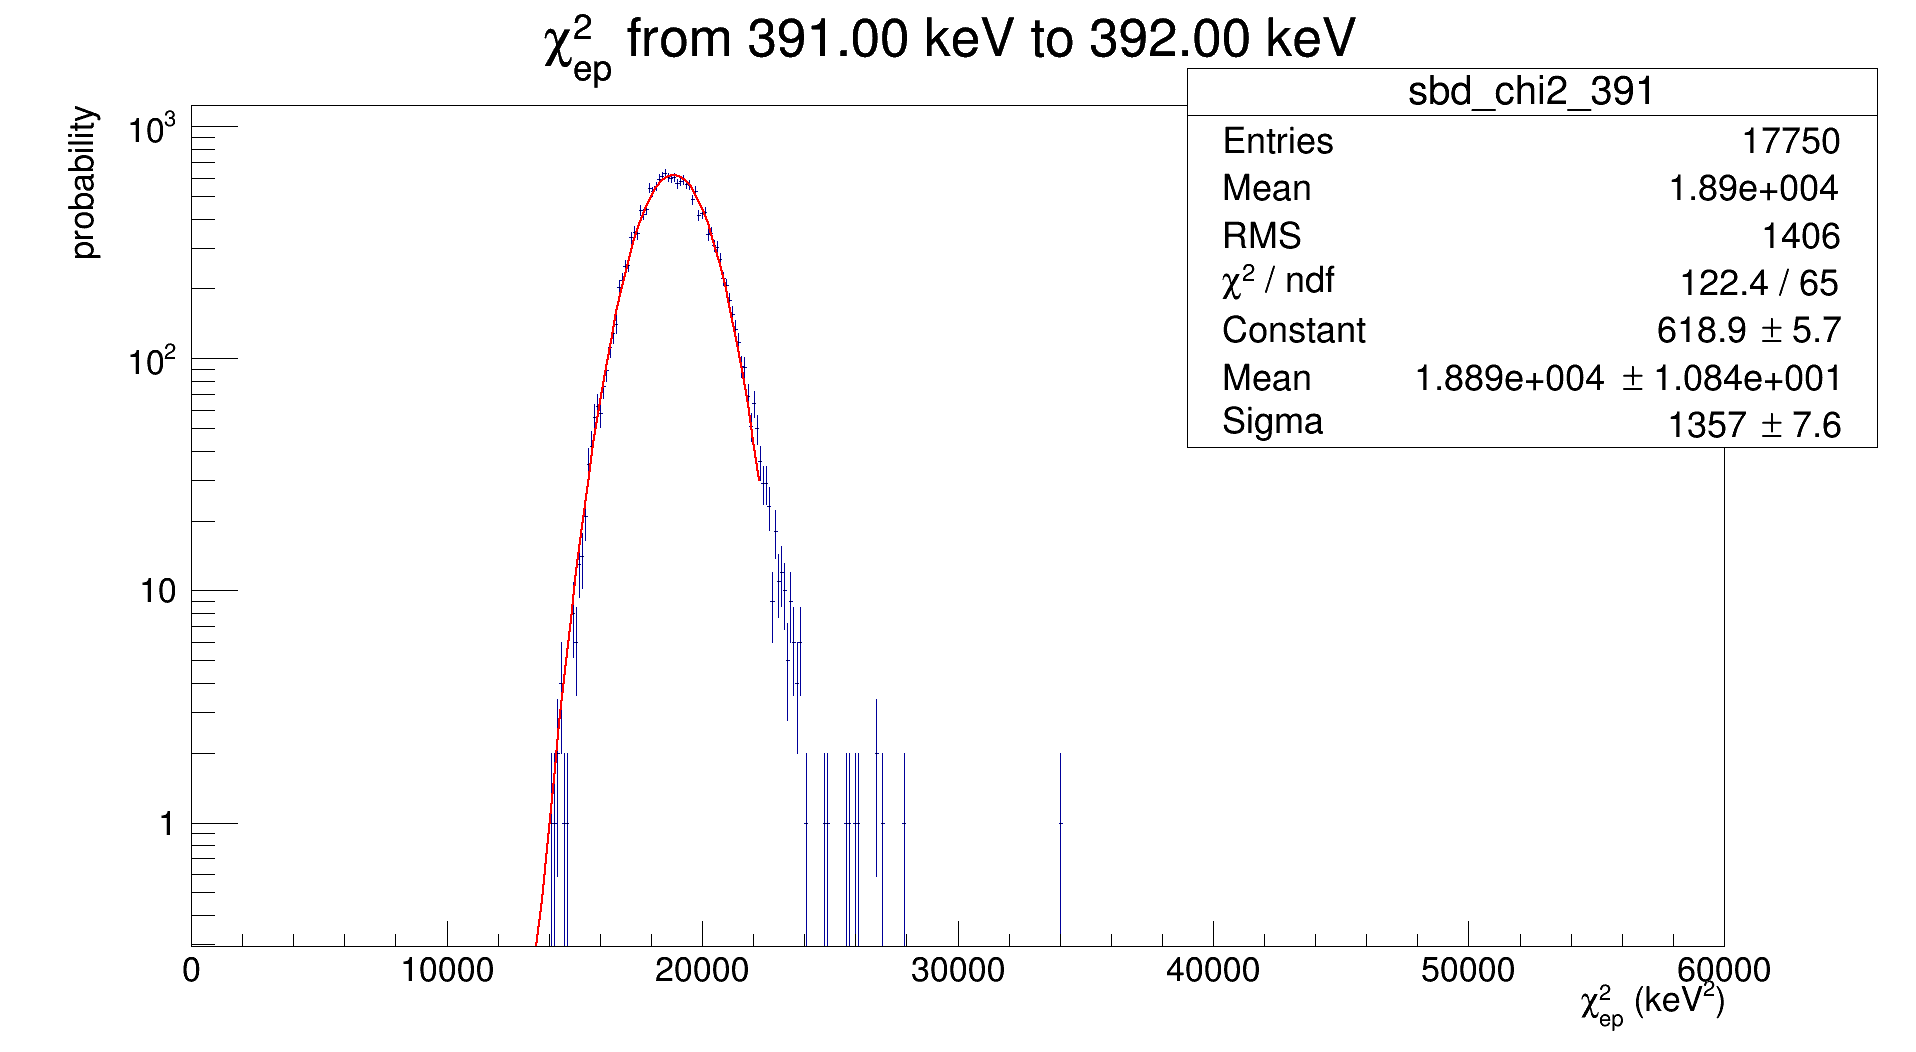 χ²ep from 391.00 keV to 392.00 keV
sbd_chi2_391
Entries 17750
Mean 1.89e+004
RMS 1406
χ² / ndf 122.4 / 65
Constant 618.9 ± 5.7
Mean 1.889e+004 ± 1.084e+001
Sigma 1357 ± 7.6
probability
10³
10²
10
1
0 10000 20000 30000 40000 50000 60000
χ²ep (keV²)